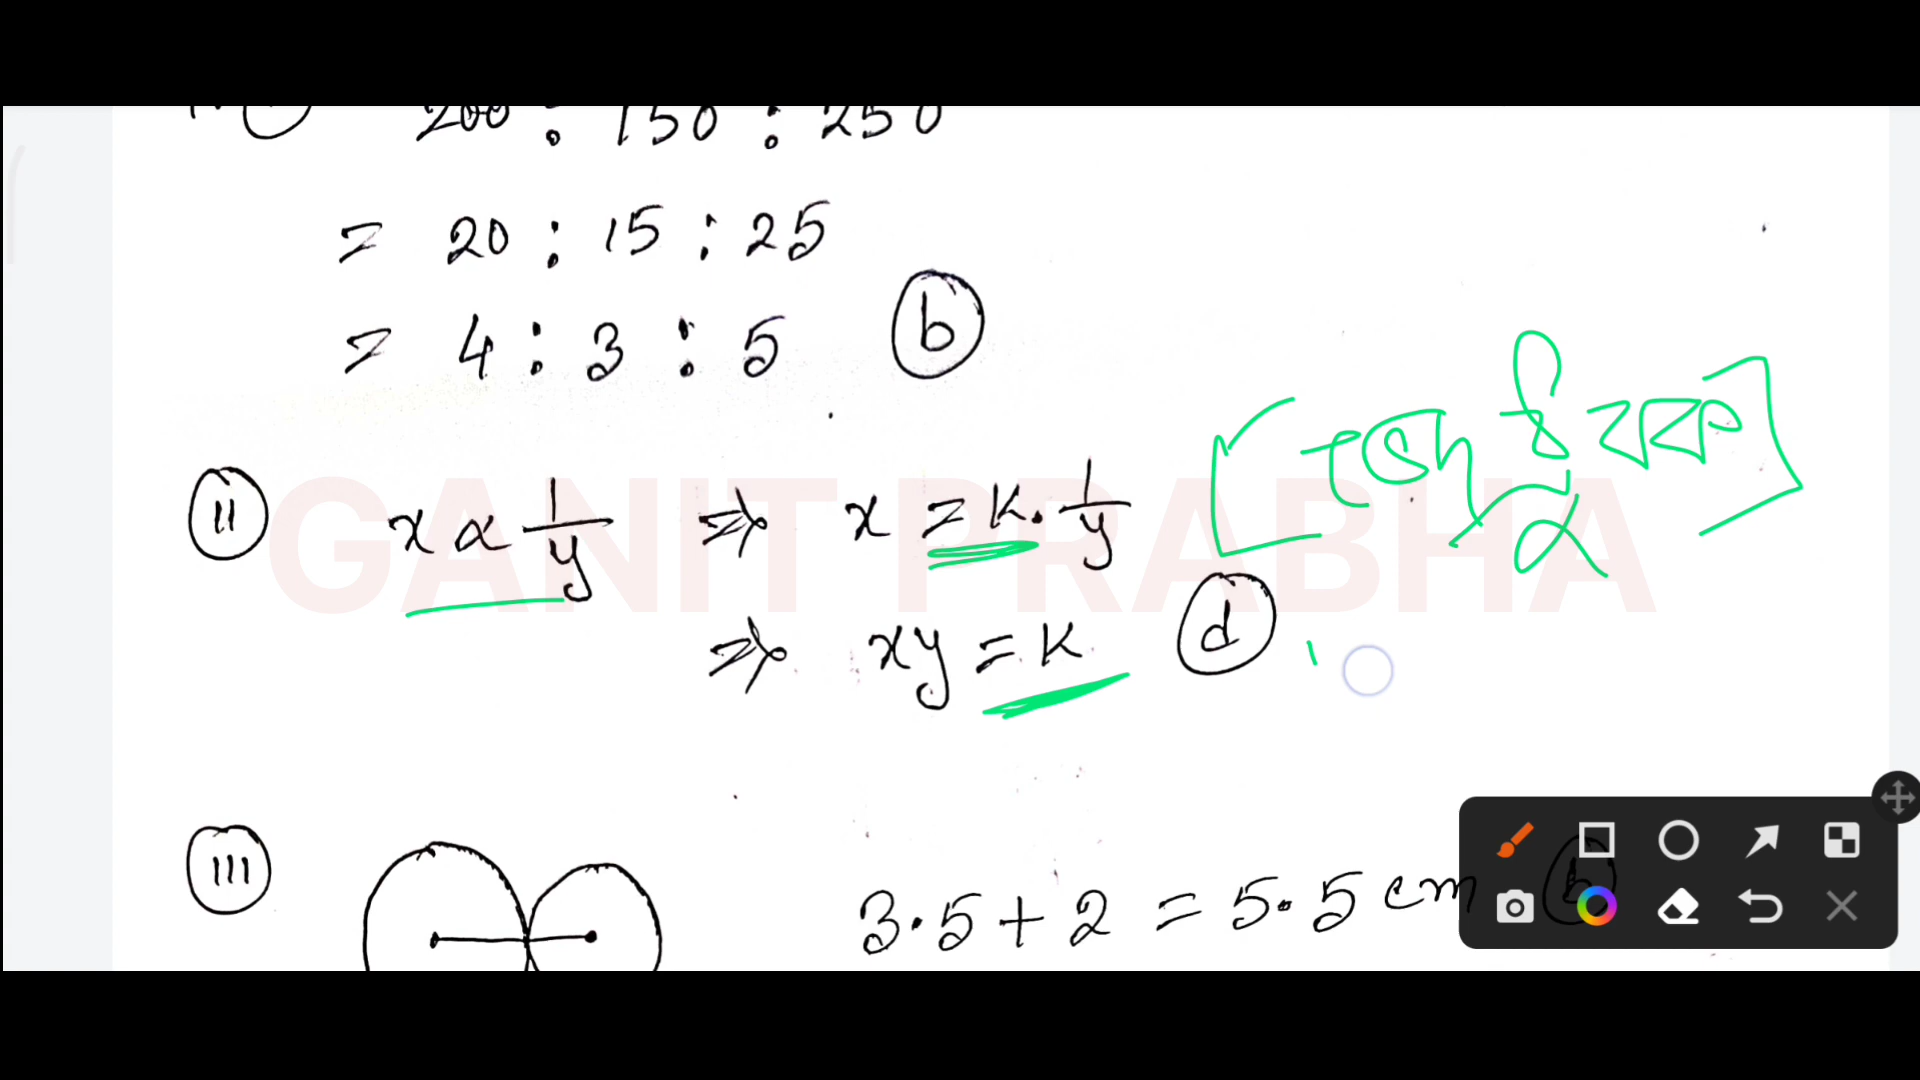 200 : 150 : 250
= 20 : 15 : 25
= 4 : 3 : 5 (b)
(ii) x ∝ 1/y ⇒ x = K. 1/y
∝
⇒ xy = K (d)
GANIT PRABHA
(iii) 3.5 + 2 = 5.5 cm (b)